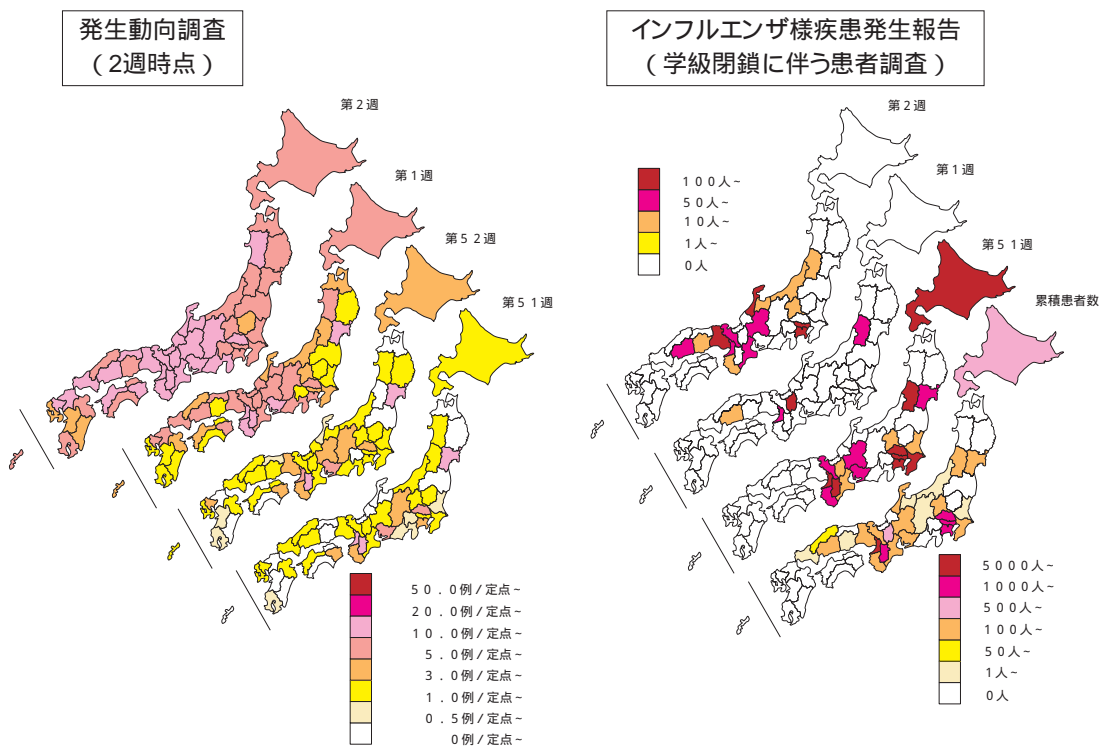 発生動向調査
(2週時点)
第2週
第1週
第52週
第51週
50.0例/定点~
20.0例/定点~
10.0例/定点~
5.0例/定点~
3.0例/定点~
1.0例/定点~
0.5例/定点~
0例/定点~
インフルエンザ様疾患発生報告
(学級閉鎖に伴う患者調査)
第2週
第1週
第51週
累積患者数
100人~
50人~
10人~
1人~
0人
5000人~
1000人~
500人~
100人~
50人~
1人~
0人